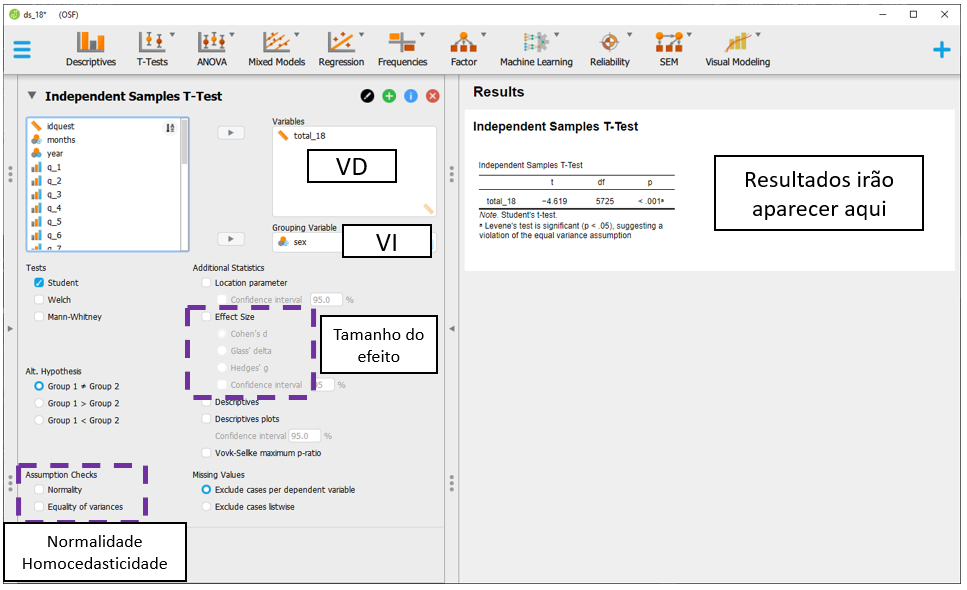 ds_18* (OSF)
Descriptives
T-Tests
ANOVA
Mixed Models
Regression
Frequencies
Factor
Machine Learning
Reliability
SEM
Visual Modeling
Independent Samples T-Test
idquest
months
year
q_1
q_2
q_3
q_4
q_5
q_6
q_7
Variables
total_18
VD
Grouping Variable
sex
VI
Tests
Student
Welch
Mann-Whitney
Alt. Hypothesis
Group 1 ≠ Group 2
Group 1 > Group 2
Group 1 < Group 2
Assumption Checks
Normality
Equality of variances
Normalidade
Homocedasticidade
Additional Statistics
Location parameter
Confidence interval 95.0 %
Effect Size
Cohen's d
Glass' delta
Hedges' g
Confidence interval %
Tamanho do
efeito
Descriptives
Descriptives plots
Confidence interval 95.0 %
Vovk-Sellke maximum p-ratio
Missing Values
Exclude cases per dependent variable
Exclude cases listwise
Results
Independent Samples T-Test
Independent Samples T-Test
t df p
total_18 −4.619 5725 < .001ᵃ
Note. Student's t-test.
ᵃ Levene's test is significant (p < .05), suggesting a
violation of the equal variance assumption
Resultados irão
aparecer aqui